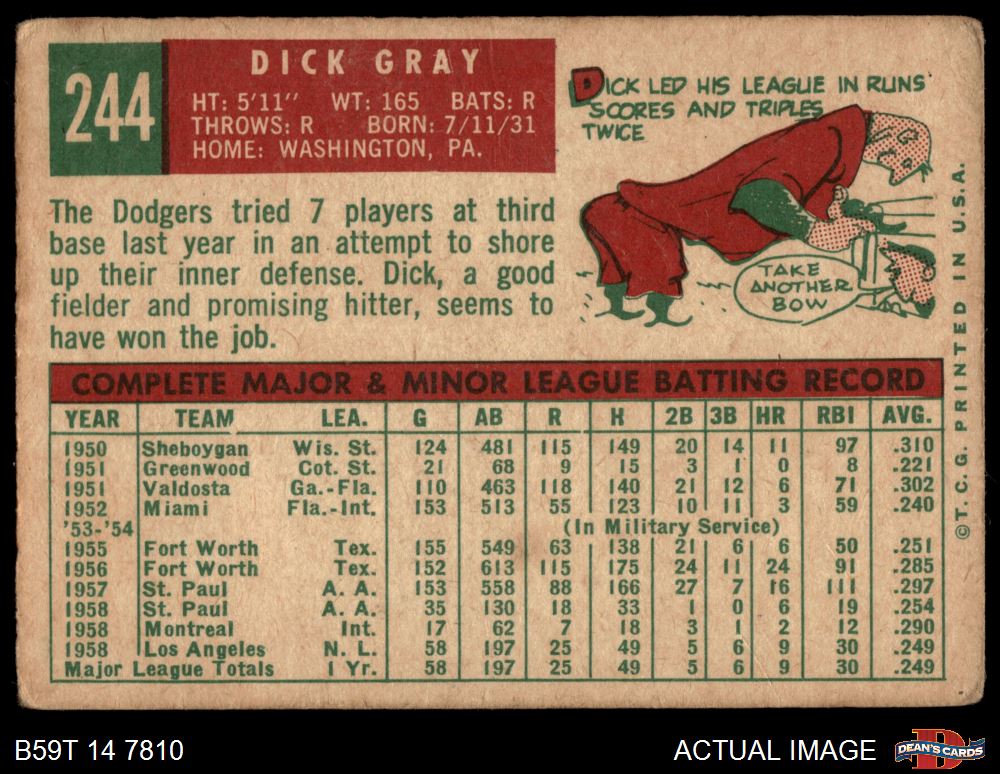 244
DICK GRAY
HT: 5'11" WT: 165 BATS: R
THROWS: R BORN: 7/11/31
HOME: WASHINGTON, PA.
DICK LED HIS LEAGUE IN RUNS
SCORES AND TRIPLES
TWICE
TAKE
ANOTHER
BOW
The Dodgers tried 7 players at third
base last year in an attempt to shore
up their inner defense. Dick, a good
fielder and promising hitter, seems to
have won the job.
COMPLETE MAJOR & MINOR LEAGUE BATTING RECORD
YEAR TEAM LEA. G AB R H 2B 3B HR RBI AVG.
1950 Sheboygan Wis. St. 124 481 115 149 20 14 11 97 .310
1951 Greenwood Cot. St. 21 68 9 15 3 1 0 8 .221
1951 Valdosta Ga.-Fla. 110 463 118 140 21 12 6 71 .302
1952 Miami Fla.-Int. 153 513 55 123 10 11 3 59 .240
'53-'54 (In Military Service)
1955 Fort Worth Tex. 155 549 63 138 21 6 6 50 .251
1956 Fort Worth Tex. 152 613 115 175 24 11 24 91 .285
1957 St. Paul A. A. 153 558 88 166 27 7 16 111 .297
1958 St. Paul A. A. 35 130 18 33 1 0 6 19 .254
1958 Montreal Int. 17 62 7 18 3 1 2 12 .290
1958 Los Angeles N. L. 58 197 25 49 5 6 9 30 .249
Major League Totals 1 Yr. 58 197 25 49 5 6 9 30 .249
© T. C. G. PRINTED IN U.S.A.
B59T 14 7810
ACTUAL IMAGE
DEAN'S CARDS